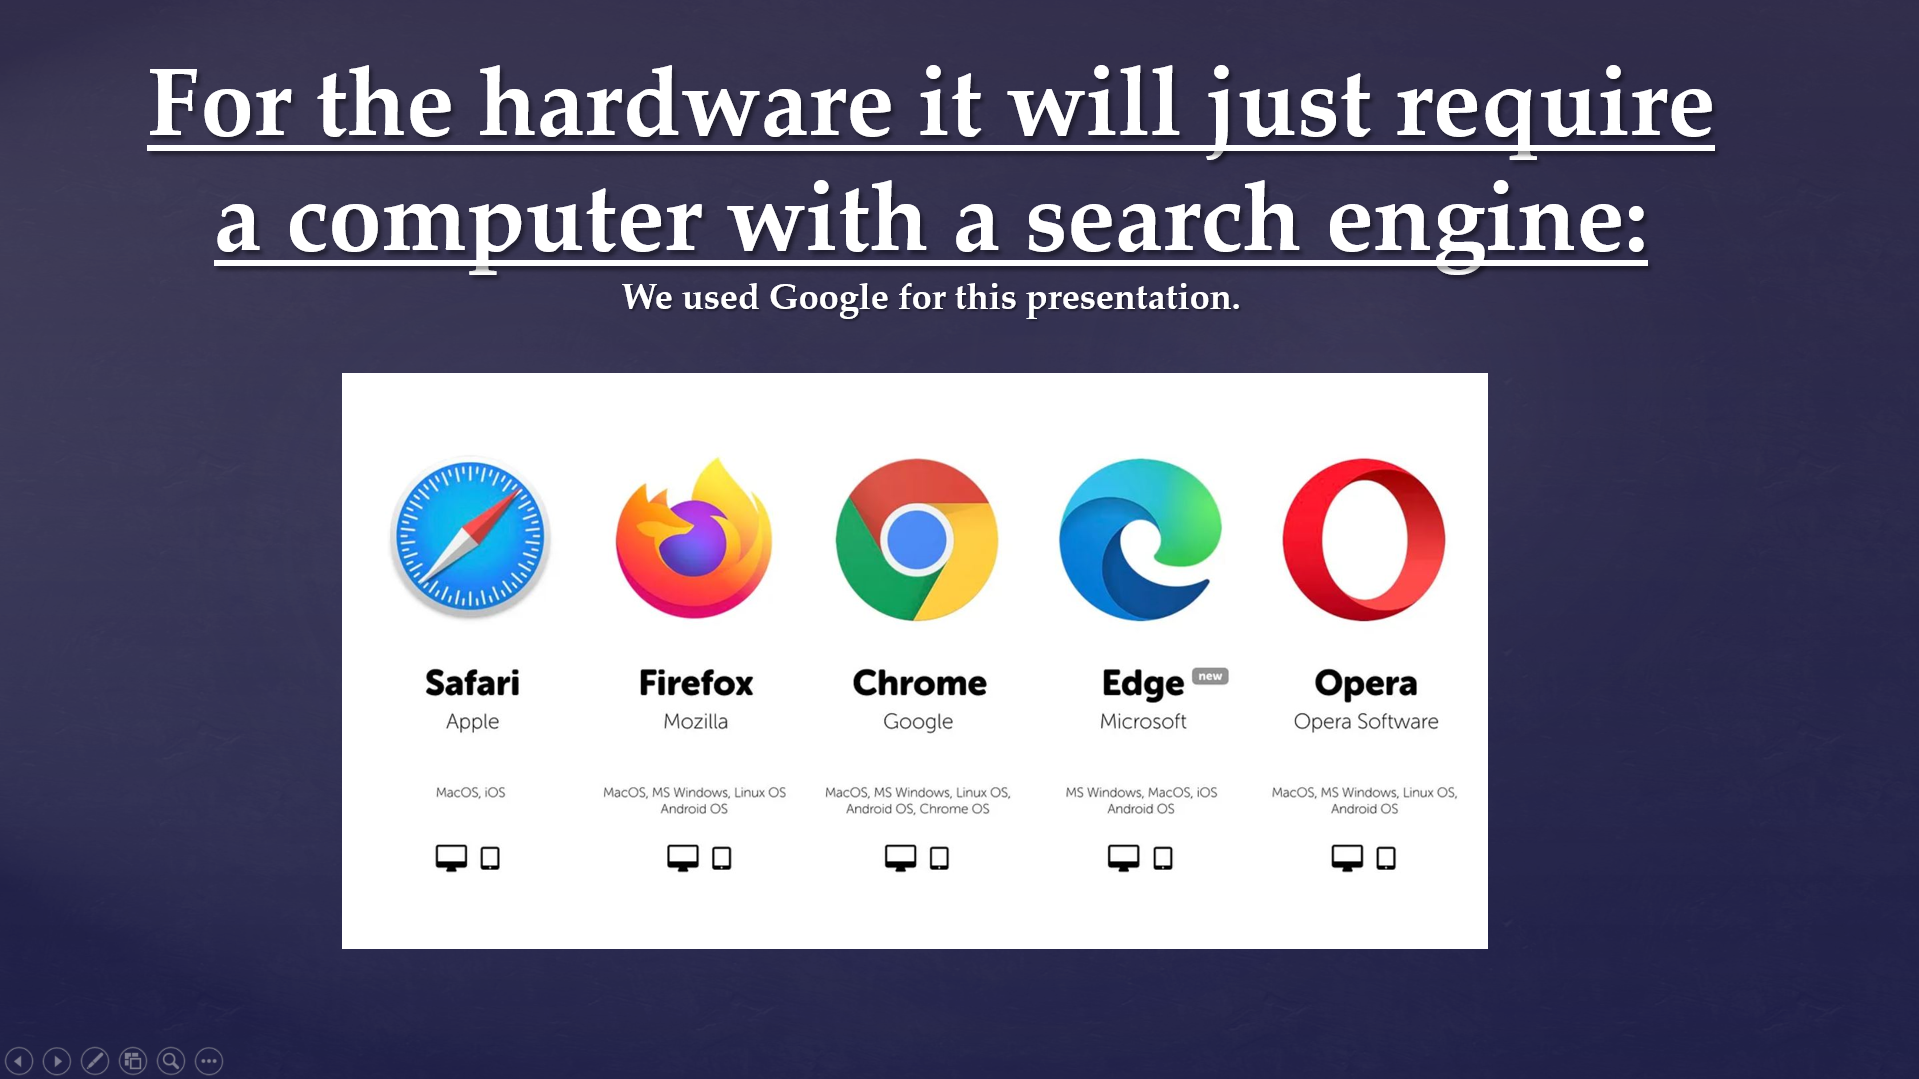 For the hardware it will just require
a computer with a search engine:
We used Google for this presentation.
Safari
Apple
MacOS, iOS
Firefox
Mozilla
MacOS, MS Windows, Linux OS
Android OS
Chrome
Google
MacOS, MS Windows, Linux OS,
Android OS, Chrome OS
Edge new
Microsoft
MS Windows, MacOS, iOS
Android OS
Opera
Opera Software
MacOS, MS Windows, Linux OS,
Android OS